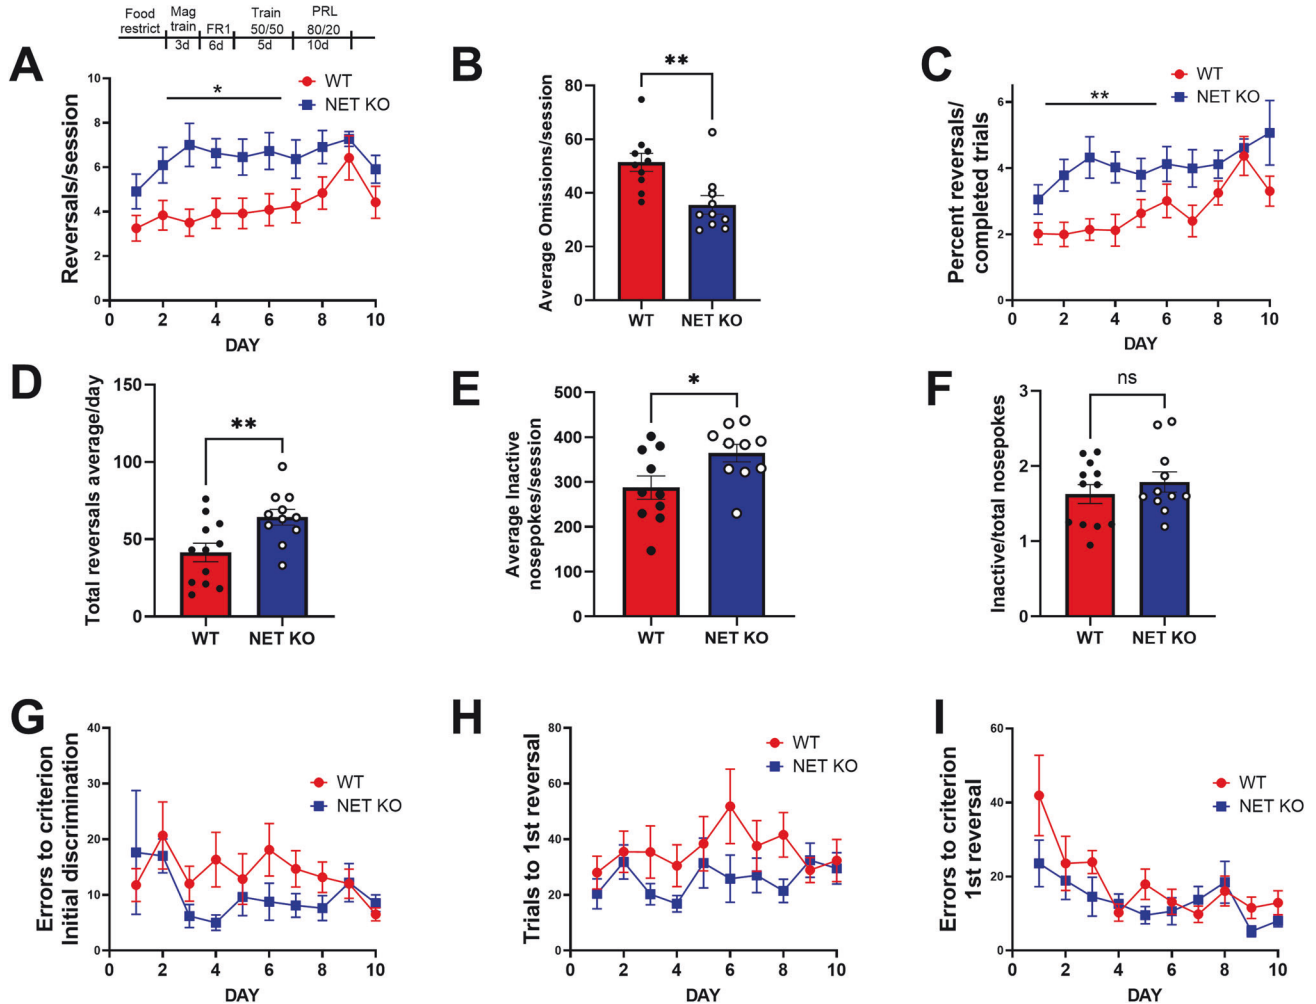 Food restrict
Mag train
3d
FR1
6d
Train 50/50
5d
PRL 80/20
10d
A
Reversals/session
10
8
6
4
2
0
*
WT
NET KO
0 2 4 6 8 10
DAY
B
Average Omissions/session
80
60
40
20
0
**
WT NET KO
C
Percent reversals/
completed trials
6
4
2
0
**
WT
NET KO
0 2 4 6 8 10
DAY
D
Total reversals average/day
150
100
50
0
**
WT NET KO
E
Average Inactive
nosepokes/session
500
400
300
200
100
0
*
WT NET KO
F
Inactive/total nosepokes
3
2
1
0
ns
WT NET KO
G
Errors to criterion
Initial discrimination
40
30
20
10
0
WT
NET KO
0 2 4 6 8 10
DAY
H
Trials to 1st reversal
80
60
40
20
0
WT
NET KO
0 2 4 6 8 10
DAY
I
Errors to criterion
1st reversal
60
40
20
0
WT
NET KO
0 2 4 6 8 10
DAY